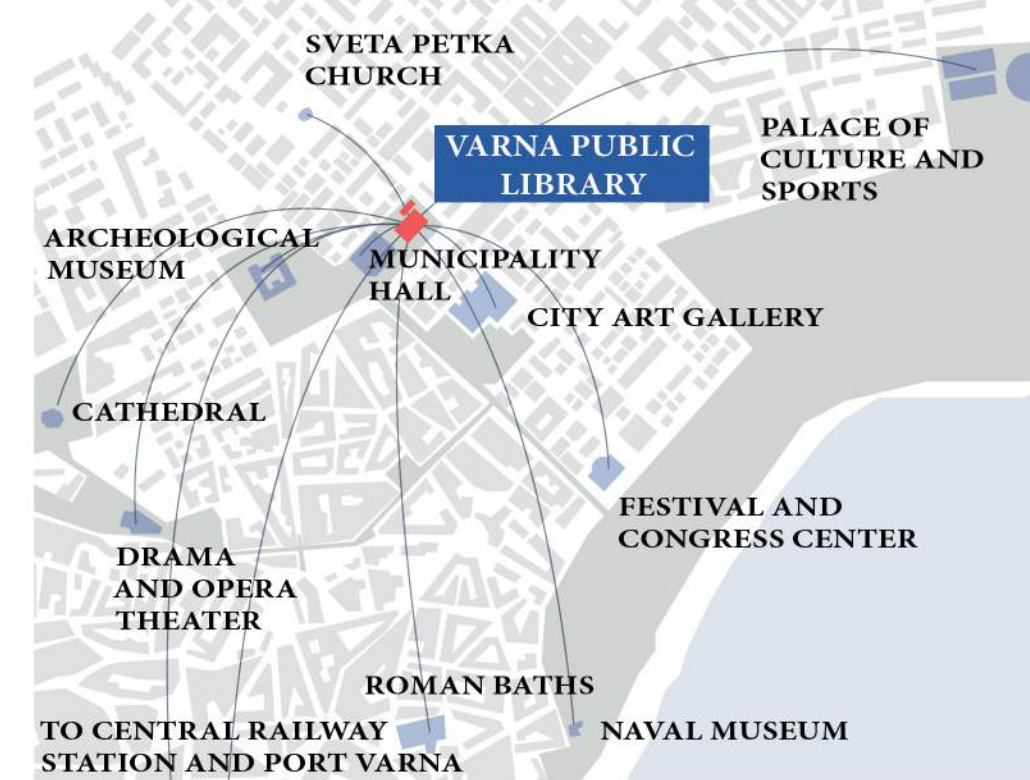 SVETA PETKA
CHURCH
VARNA PUBLIC
LIBRARY
PALACE OF
CULTURE AND
SPORTS
ARCHEOLOGICAL
MUSEUM
MUNICIPALITY
HALL
CITY ART GALLERY
CATHEDRAL
FESTIVAL AND
CONGRESS CENTER
DRAMA
AND OPERA
THEATER
ROMAN BATHS
TO CENTRAL RAILWAY
STATION AND PORT VARNA
NAVAL MUSEUM